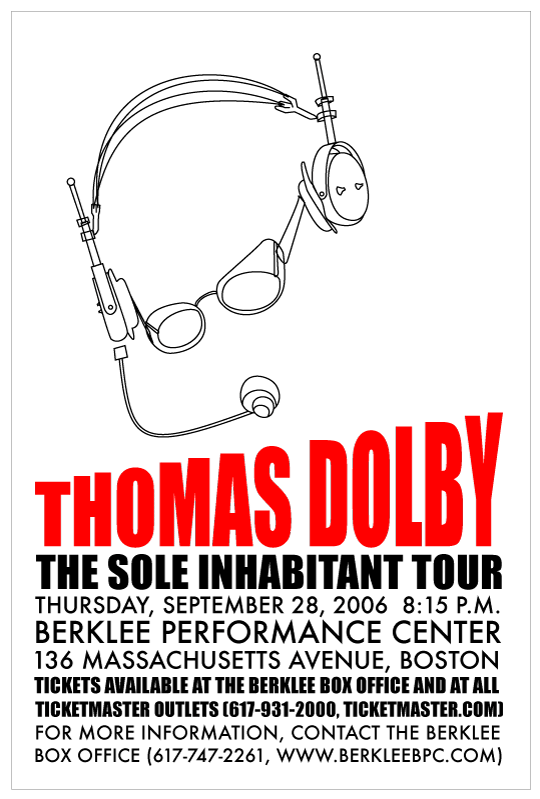 THOMAS DOLBY
THE SOLE INHABITANT TOUR
THURSDAY, SEPTEMBER 28, 2006 8:15 P.M.
BERKLEE PERFORMANCE CENTER
136 MASSACHUSETTS AVENUE, BOSTON
TICKETS AVAILABLE AT THE BERKLEE BOX OFFICE AND AT ALL
TICKETMASTER OUTLETS (617-931-2000, TICKETMASTER.COM)
FOR MORE INFORMATION, CONTACT THE BERKLEE
BOX OFFICE (617-747-2261, WWW.BERKLEEBPC.COM)